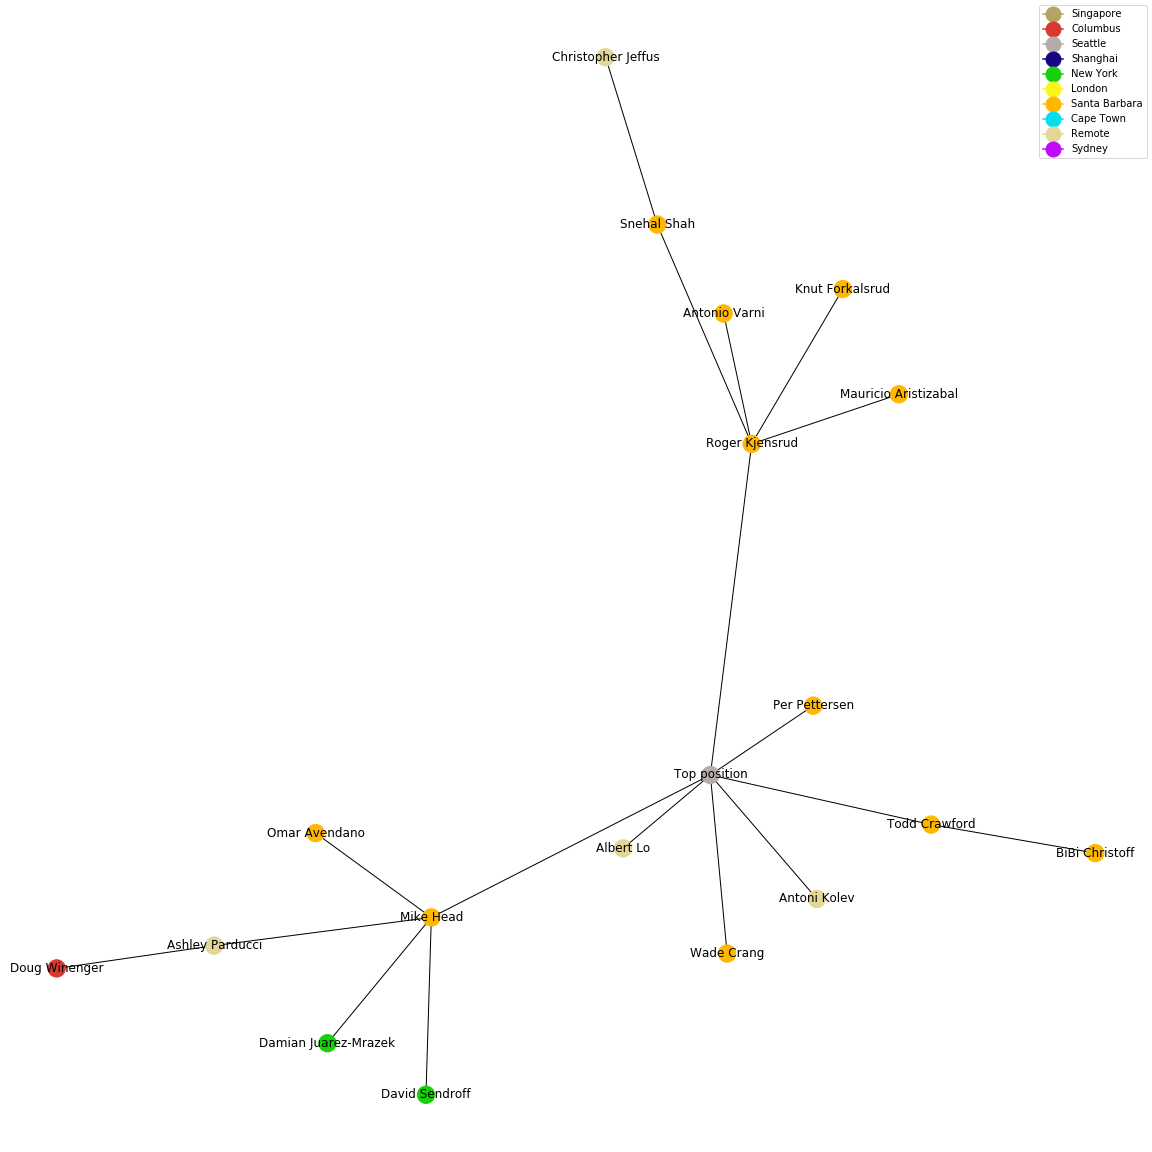 Singapore
Columbus
Seattle
Shanghai
New York
London
Santa Barbara
Cape Town
Remote
Sydney
Christopher Jeffus
Snehal Shah
Knut Forkalsrud
Antonio Varni
Mauricio Aristizabal
Roger Kjensrud
Per Pettersen
Top position
Todd Crawford
Omar Avendano
Albert Lo
BiBi Christoff
Antoni Kolev
Mike Head
Ashley Parducci
Wade Crang
Doug Winenger
Damian Juarez-Mrazek
David Sendroff